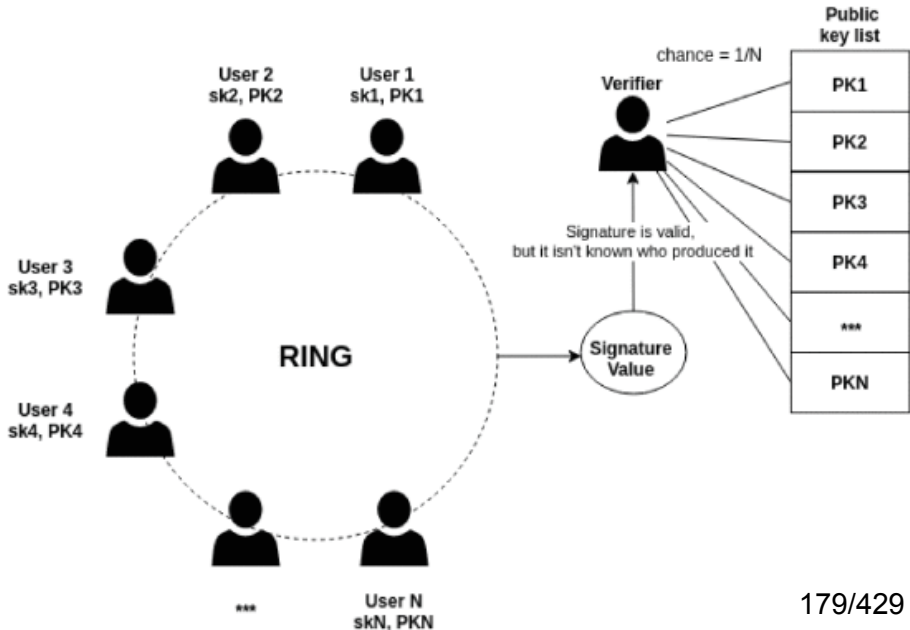 Public
key list
chance = 1/N
User 2
sk2, PK2
User 1
sk1, PK1
Verifier
PK1
PK2
PK3
PK4
***
PKN
Signature is valid,
but it isn't known who produced it
User 3
sk3, PK3
RING
Signature
Value
User 4
sk4, PK4
***
User N
skN, PKN
179/429